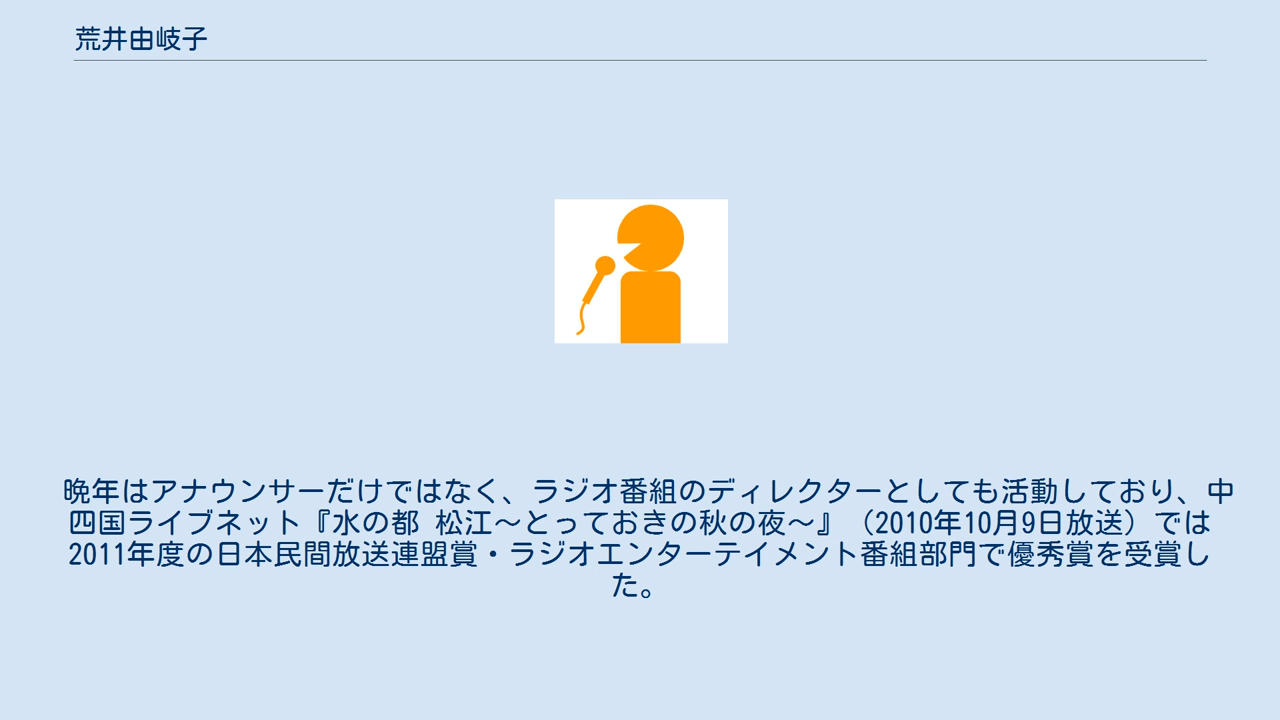 荒井由岐子
晩年はアナウンサーだけではなく、ラジオ番組のディレクターとしても活動しており、中
四国ライブネット『水の都 松江～とっておきの秋の夜～』（2010年10月9日放送）では
2011年度の日本民間放送連盟賞・ラジオエンターテイメント番組部門で優秀賞を受賞し
た。